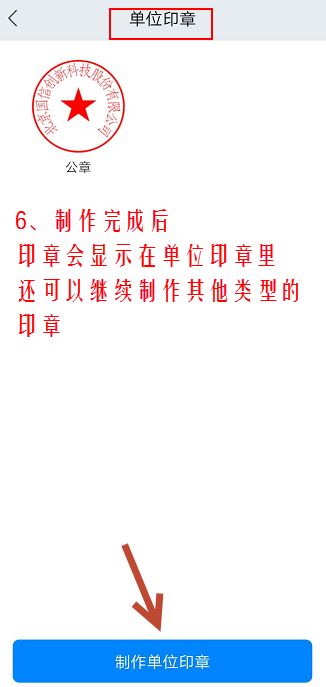 单位印章
北京国信创新科技股份有限公司
公章
6、制作完成后
印章会显示在单位印章里
还可以继续制作其他类型的
印章
制作单位印章